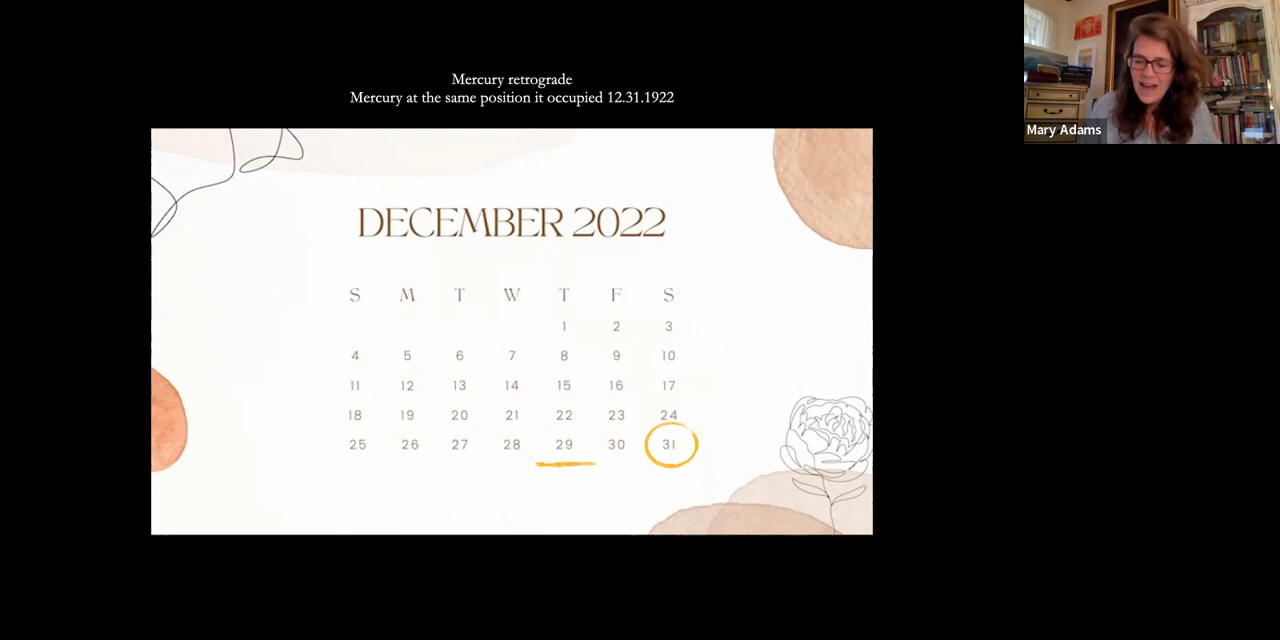 Mercury retrograde
Mercury at the same position it occupied 12.31.1922
Mary Adams
DECEMBER 2022
S M T W T F S
1 2 3
4 5 6 7 8 9 10
11 12 13 14 15 16 17
18 19 20 21 22 23 24
25 26 27 28 29 30 31